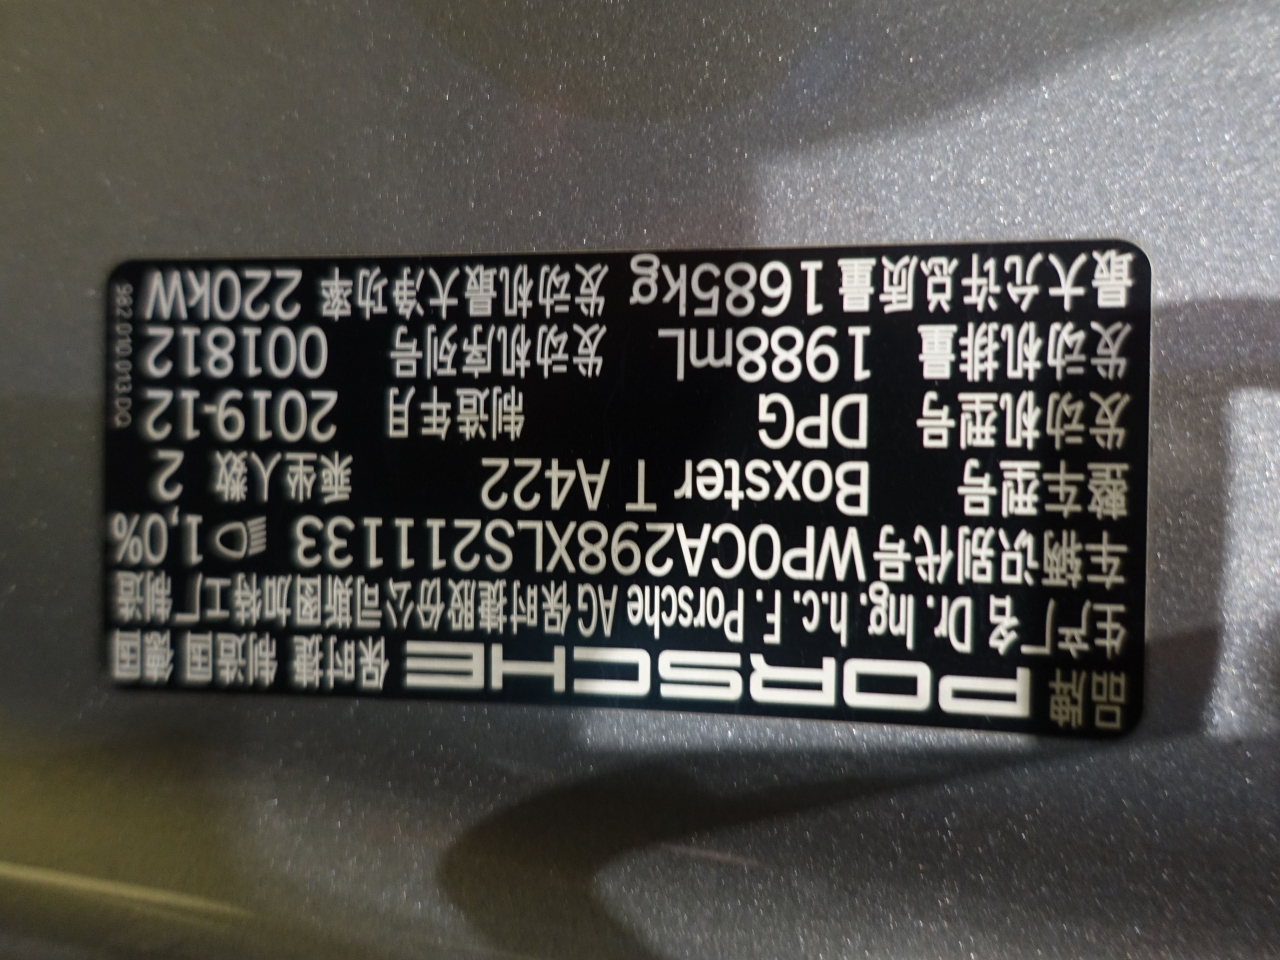 品牌 PORSCHE 保时捷 制造国 德国
生产厂名 Dr. Ing. h.c. F. Porsche AG 保时捷股份公司斯图加特工厂制造
车辆识别代号 WP0CA298XLS211133 1,0%
整车型号 Boxster T A422 乘坐人数 2
发动机型号 DPG 制造年月 2019-12
发动机排量 1988mL 发动机序列号 001812
最大允许总质量 1685kg 发动机最大净功率 220kW
982.010.013.DQ